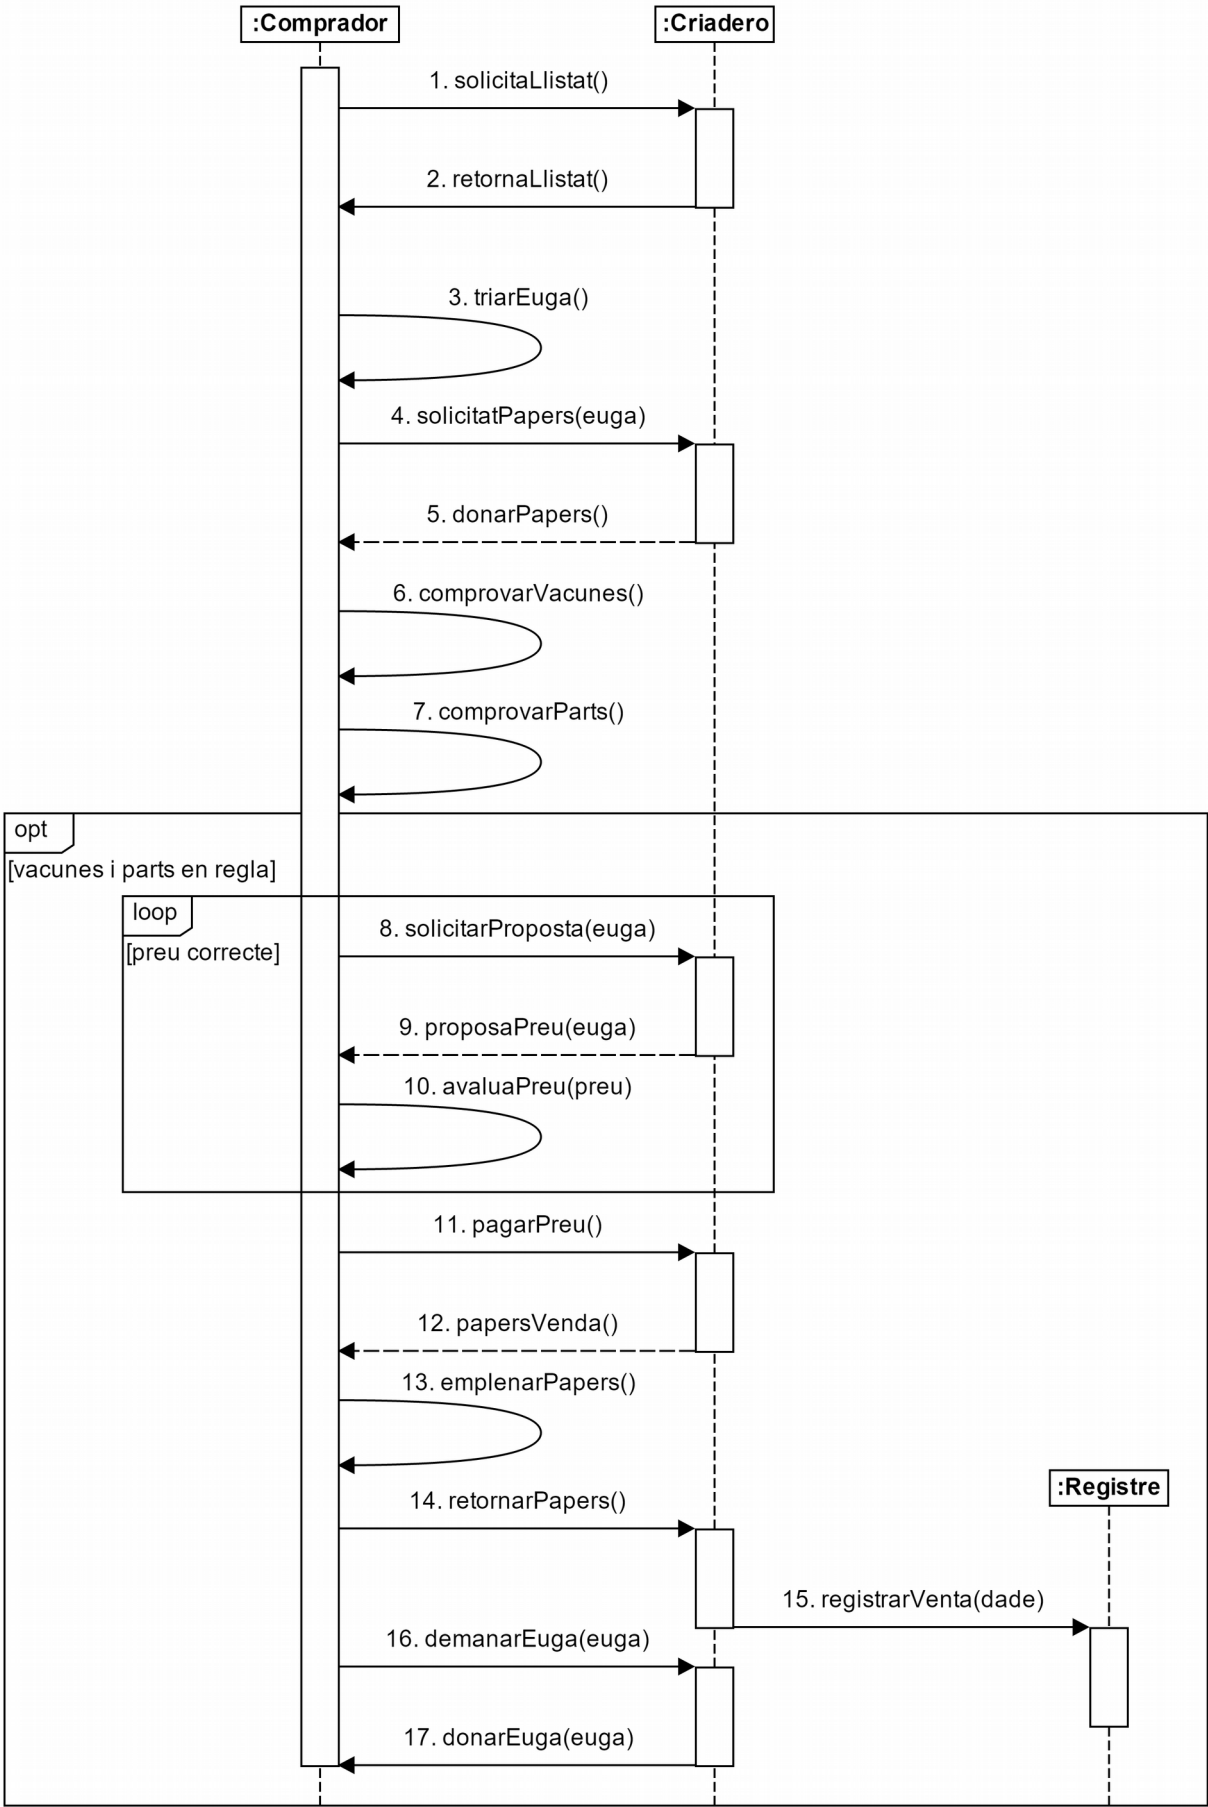 :Comprador
:Criadero
1. solicitaLlistat()
2. retornaLlistat()
3. triarEuga()
4. solicitatPapers(euga)
5. donarPapers()
6. comprovarVacunes()
7. comprovarParts()
opt
[vacunes i parts en regla]
loop
[preu correcte]
8. solicitarProposta(euga)
9. proposaPreu(euga)
10. avaluaPreu(preu)
11. pagarPreu()
12. papersVenda()
13. emplenarPapers()
14. retornarPapers()
:Registre
15. registrarVenta(dade)
16. demanarEuga(euga)
17. donarEuga(euga)